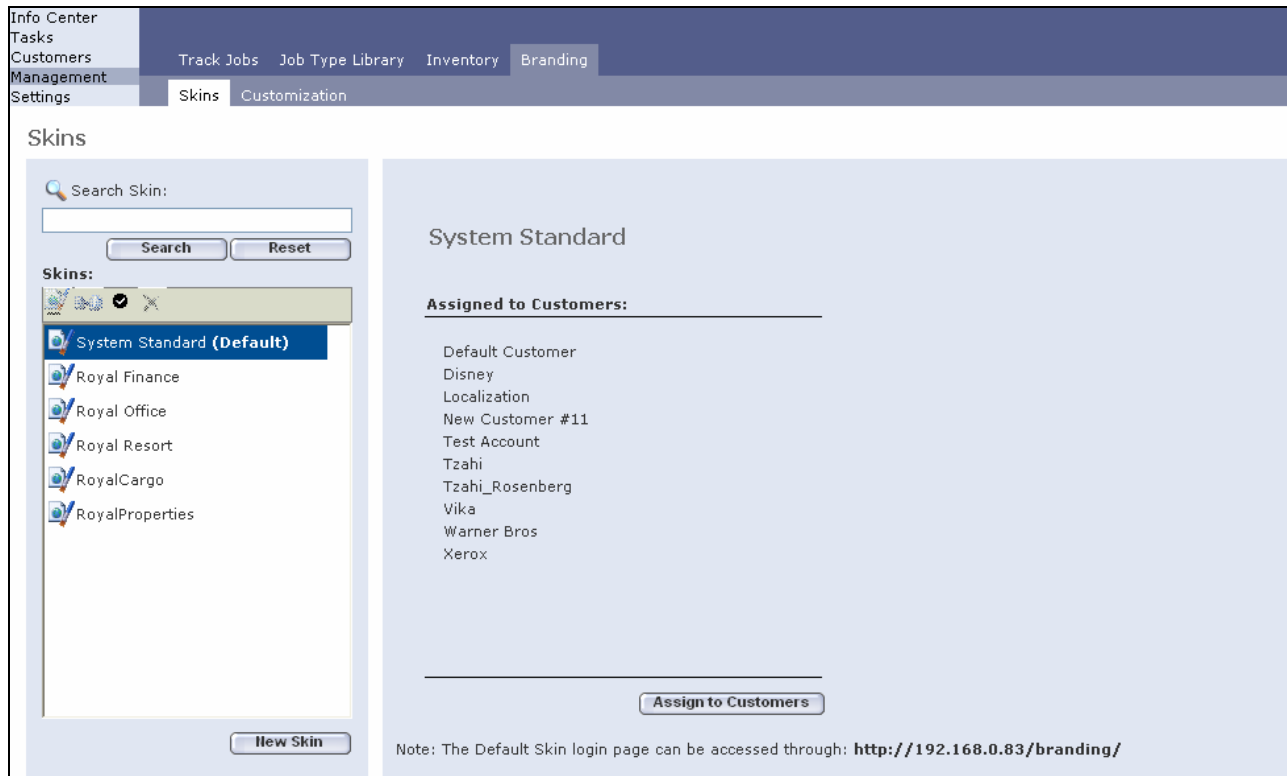 Info Center
Tasks
Customers
Management
Settings
Track Jobs Job Type Library Inventory Branding
Skins Customization
Skins
Search Skin:
Search Reset
Skins:
System Standard (Default)
Royal Finance
Royal Office
Royal Resort
RoyalCargo
RoyalProperties
New Skin
System Standard
Assigned to Customers:
Default Customer
Disney
Localization
New Customer #11
Test Account
Tzahi
Tzahi_Rosenberg
Vika
Warner Bros
Xerox
Assign to Customers
Note: The Default Skin login page can be accessed through: http://192.168.0.83/branding/